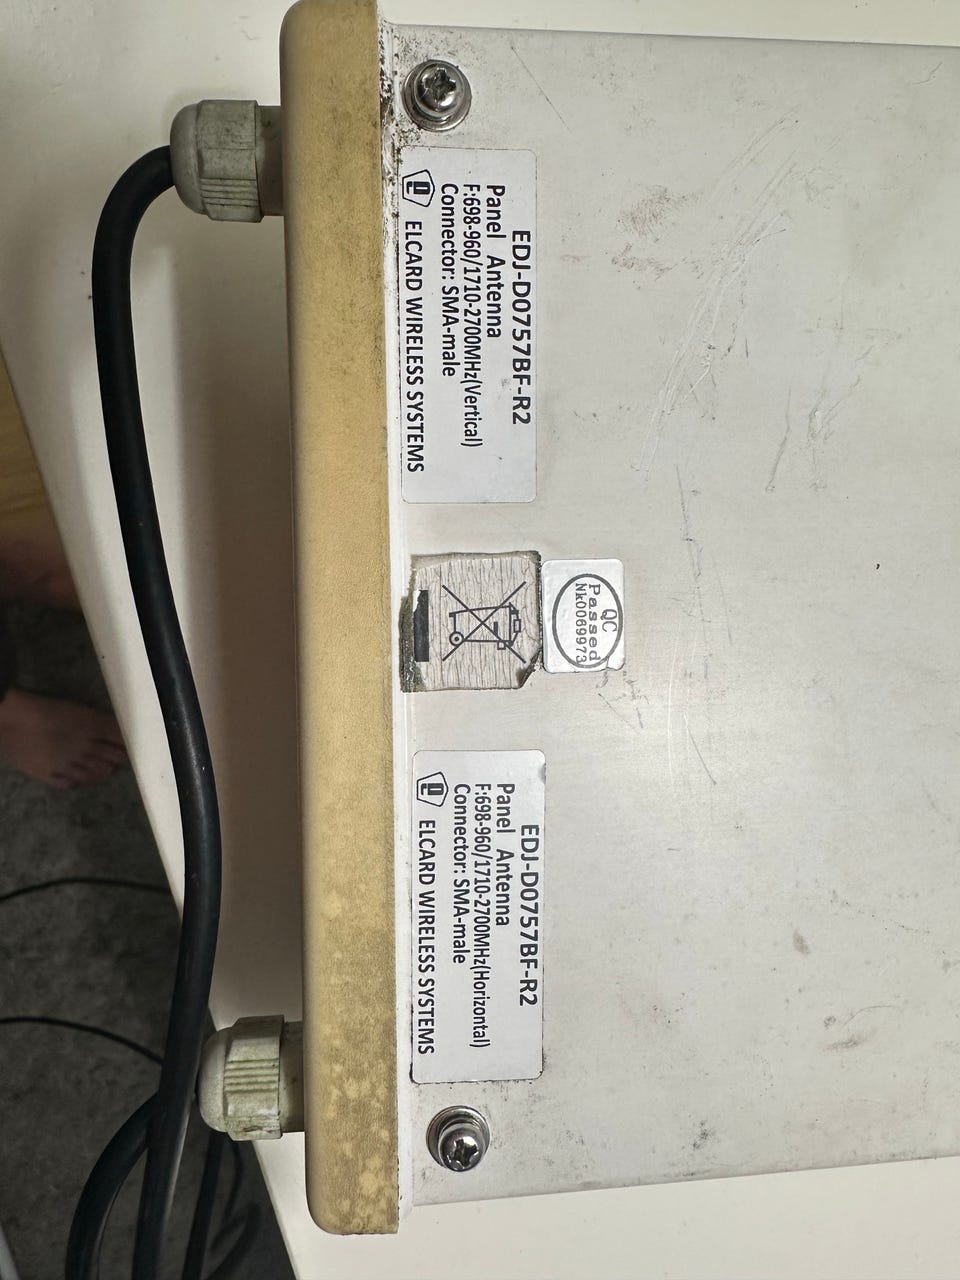 EDJ-D0757BF-R2
Panel Antenna
F:698-960/1710-2700MHz(Vertical)
Connector: SMA-male
ELCARD WIRELESS SYSTEMS
QC
Passed
Nk0069973
EDJ-D0757BF-R2
Panel Antenna
F:698-960/1710-2700MHz(Horizontal)
Connector: SMA-male
ELCARD WIRELESS SYSTEMS